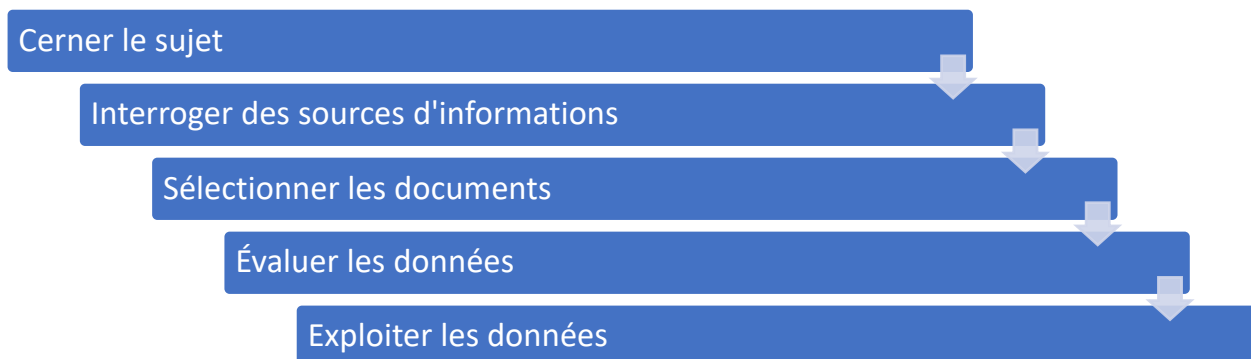 Cerner le sujet
Interroger des sources d'informations
Sélectionner les documents
Évaluer les données
Exploiter les données